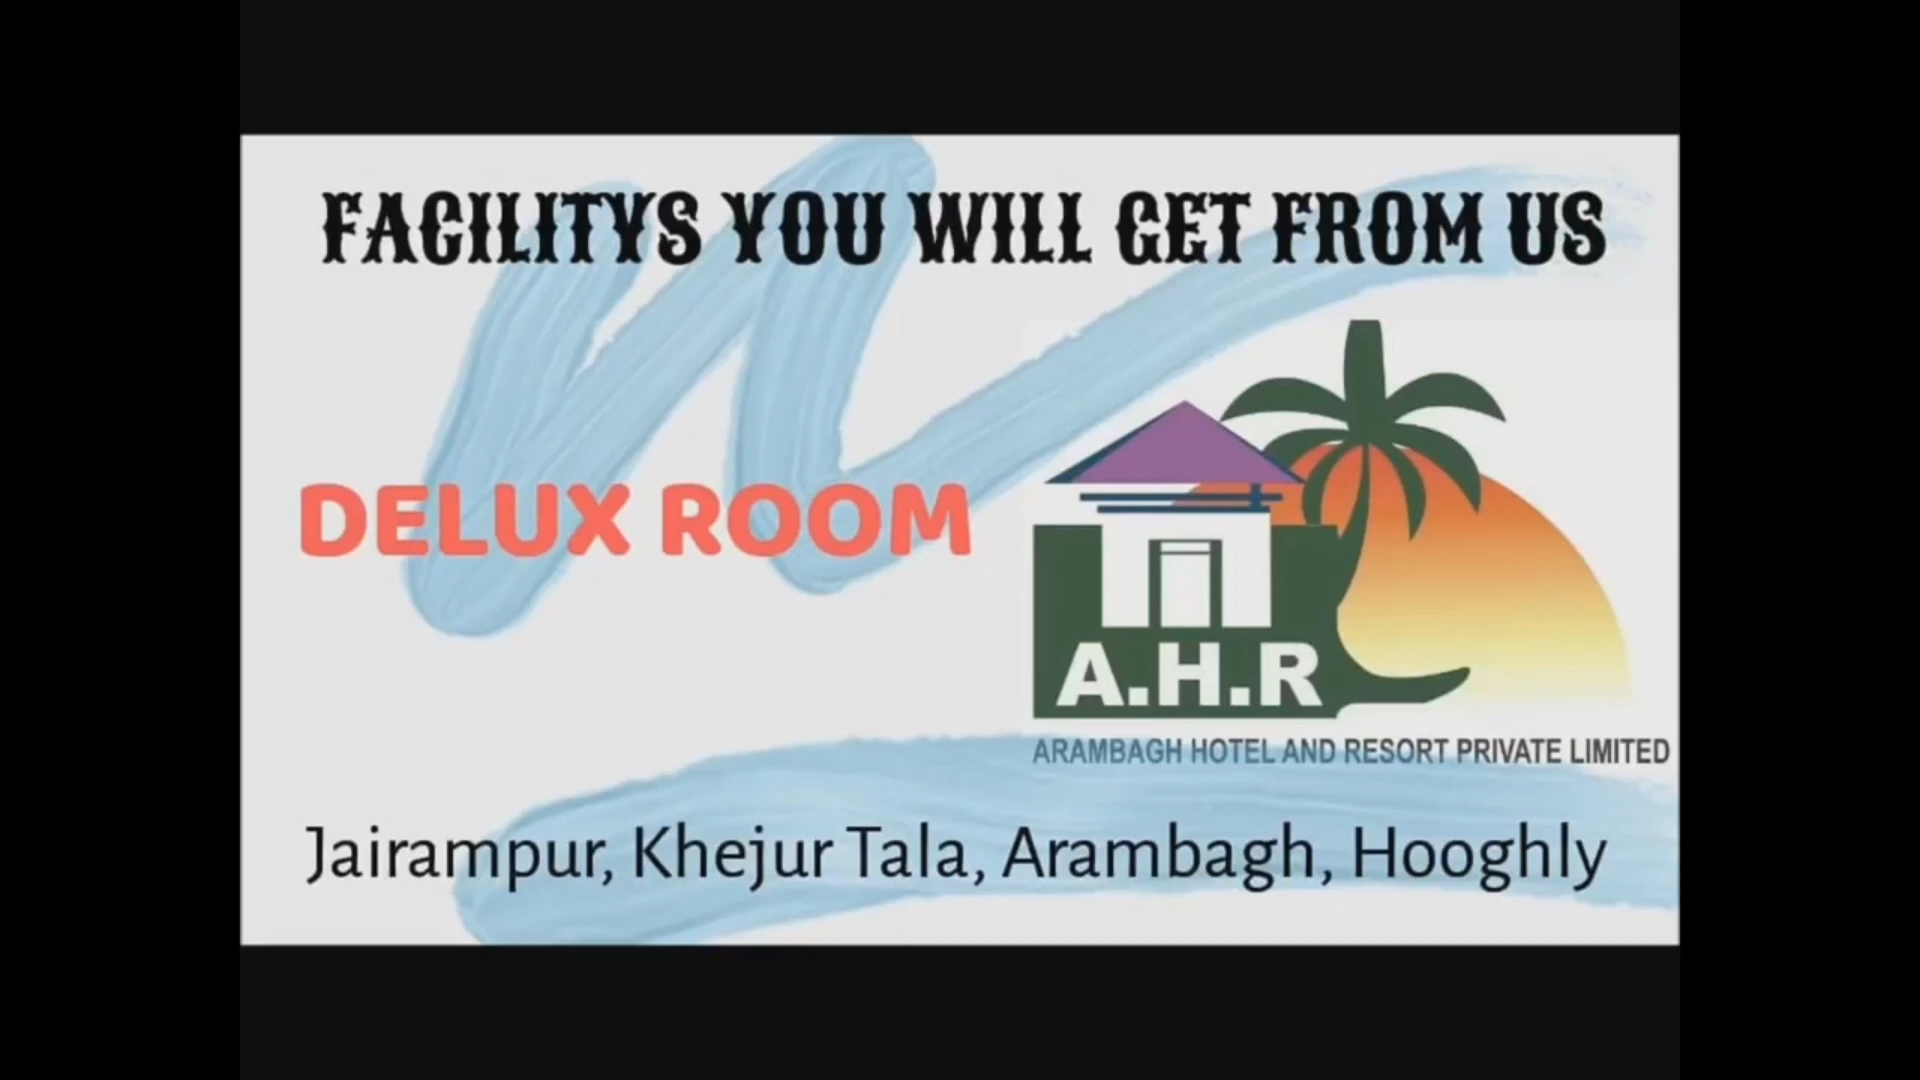 FACILITYS YOU WILL GET FROM US
DELUX ROOM
A.H.R
ARAMBAGH HOTEL AND RESORT PRIVATE LIMITED
Jairampur, Khejur Tala, Arambagh, Hooghly